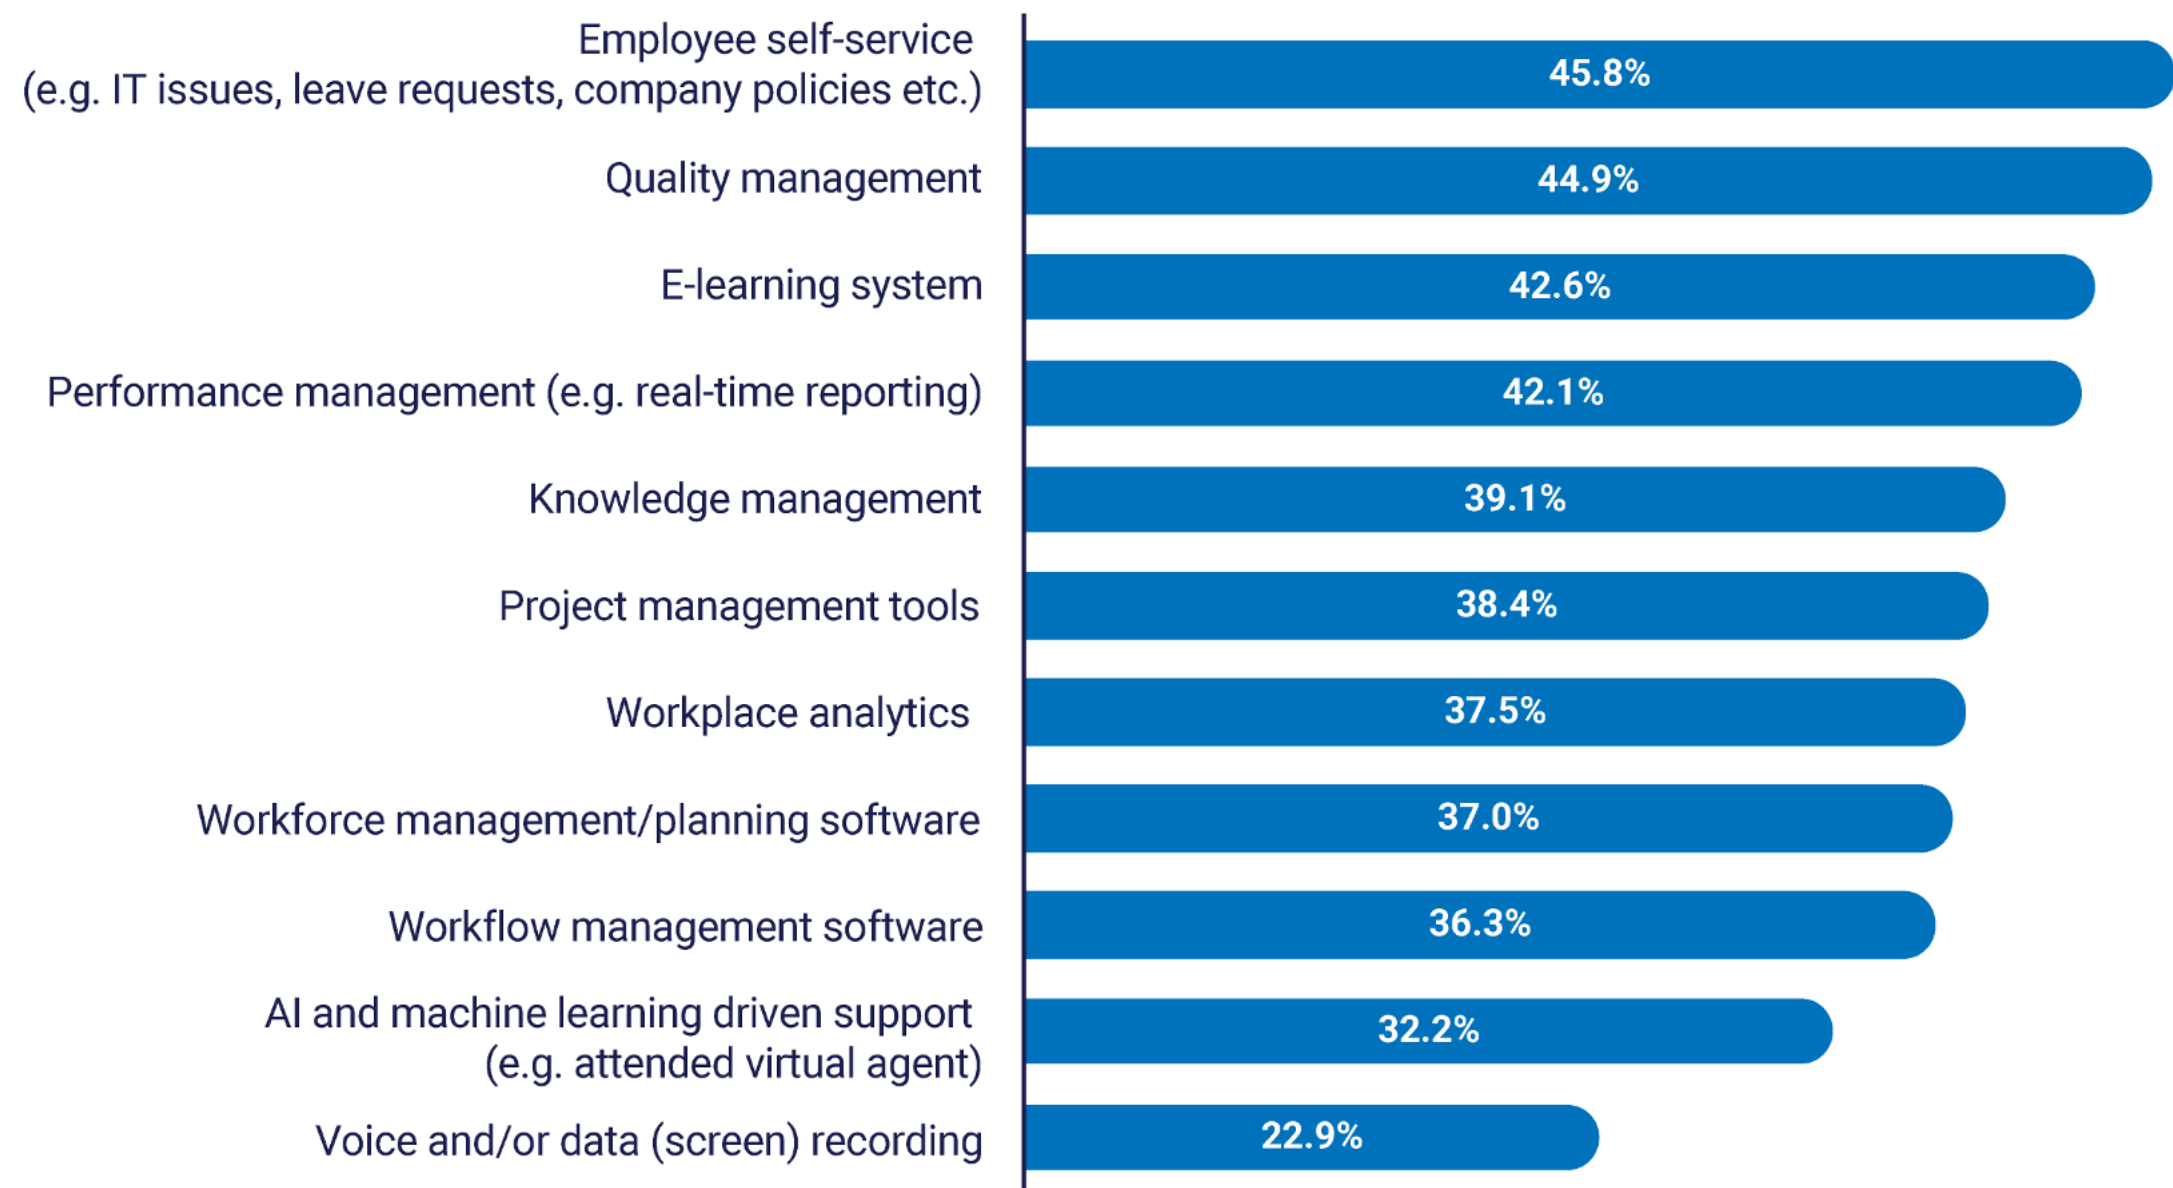 Employee self-service
(e.g. IT issues, leave requests, company policies etc.)
45.8%
Quality management
44.9%
E-learning system
42.6%
Performance management (e.g. real-time reporting)
42.1%
Knowledge management
39.1%
Project management tools
38.4%
Workplace analytics
37.5%
Workforce management/planning software
37.0%
Workflow management software
36.3%
AI and machine learning driven support
(e.g. attended virtual agent)
32.2%
Voice and/or data (screen) recording
22.9%